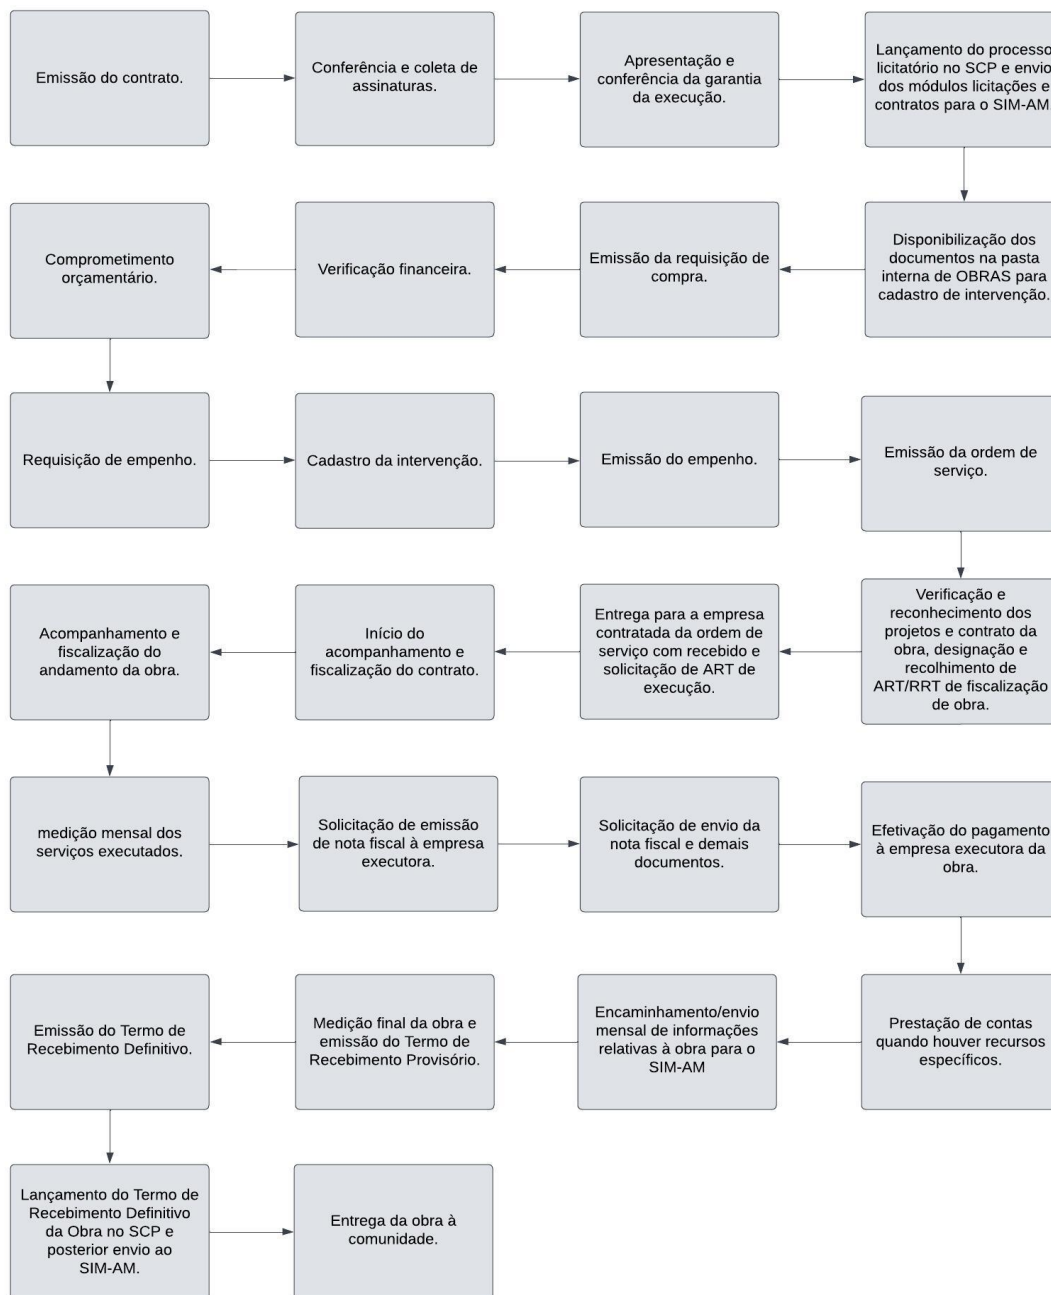 Emissão do contrato.
Conferência e coleta de
assinaturas.
Apresentação e
conferência da garantia
da execução.
Lançamento do processo
licitatório no SCP e envio
dos módulos licitações e
contratos para o SIM-AM
Disponibilização dos
documentos na pasta
interna de OBRAS para
cadastro de intervenção.
Emissão da requisição de
compra.
Verificação financeira.
Comprometimento
orçamentário.
Requisição de empenho.
Cadastro da intervenção.
Emissão do empenho.
Emissão da ordem de
serviço.
Verificação e
reconhecimento dos
projetos e contrato da
obra, designação e
recolhimento de
ART/RRT de fiscalização
de obra.
Entrega para a empresa
contratada da ordem de
serviço com recebido e
solicitação de ART de
execução.
Início do
acompanhamento e
fiscalização do contrato.
Acompanhamento e
fiscalização do
andamento da obra.
medição mensal dos
serviços executados.
Solicitação de emissão
de nota fiscal à empresa
executora.
Solicitação de envio da
nota fiscal e demais
documentos.
Efetivação do pagamento
à empresa executora da
obra.
Prestação de contas
quando houver recursos
específicos.
Encaminhamento/envio
mensal de informações
relativas à obra para o
SIM-AM
Medição final da obra e
emissão do Termo de
Recebimento Provisório.
Emissão do Termo de
Recebimento Definitivo.
Lançamento do Termo de
Recebimento Definitivo
da Obra no SCP e
posterior envio ao
SIM-AM.
Entrega da obra à
comunidade.